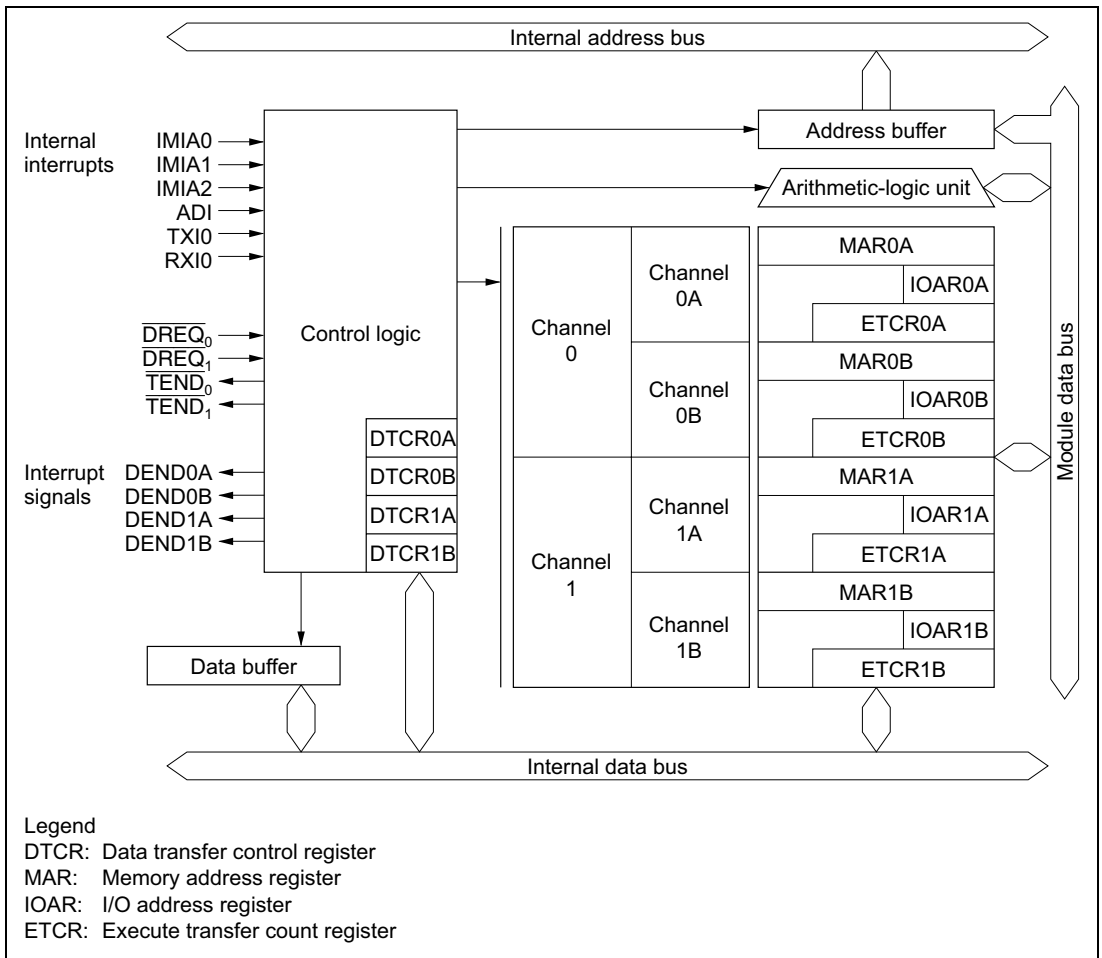 Internal address bus
Internal interrupts
IMIA0
IMIA1
IMIA2
ADI
TXI0
RXI0
DREQ0
DREQ1
TEND0
TEND1
Interrupt signals
DEND0A
DEND0B
DEND1A
DEND1B
Control logic
DTCR0A
DTCR0B
DTCR1A
DTCR1B
Data buffer
Address buffer
Arithmetic-logic unit
Channel 0
Channel 0A
Channel 0B
Channel 1
Channel 1A
Channel 1B
MAR0A
IOAR0A
ETCR0A
MAR0B
IOAR0B
ETCR0B
MAR1A
IOAR1A
ETCR1A
MAR1B
IOAR1B
ETCR1B
Module data bus
Internal data bus
Legend
DTCR: Data transfer control register
MAR: Memory address register
IOAR: I/O address register
ETCR: Execute transfer count register